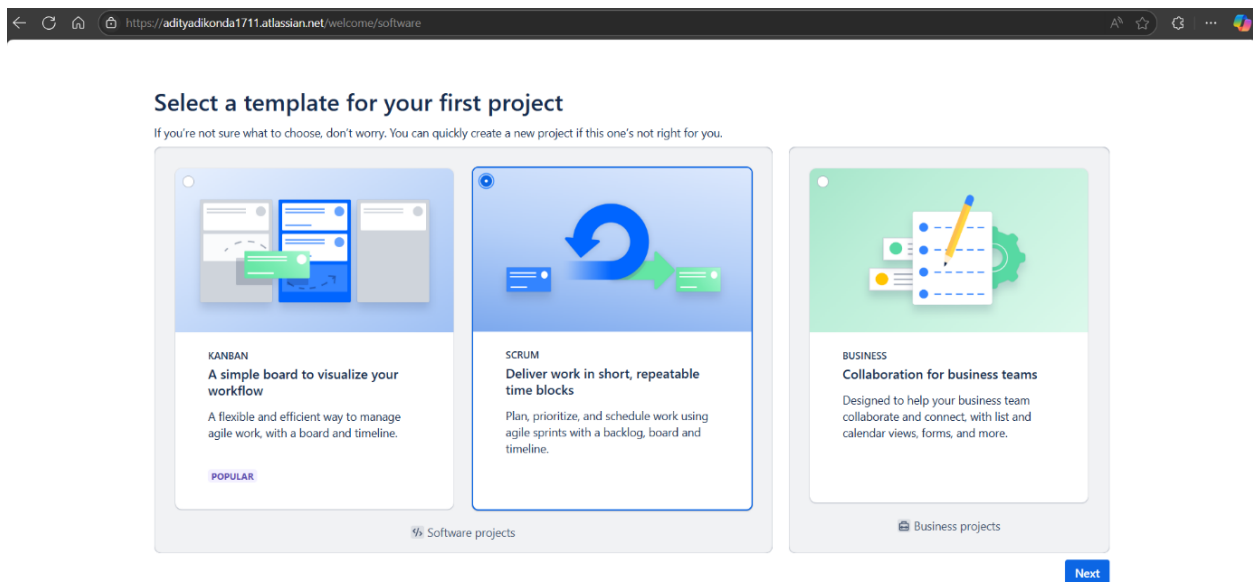 https://adityadikonda1711.atlassian.net/welcome/software
Select a template for your first project
If you're not sure what to choose, don't worry. You can quickly create a new project if this one's not right for you.
KANBAN
A simple board to visualize your
workflow
A flexible and efficient way to manage
agile work, with a board and timeline.
POPULAR
SCRUM
Deliver work in short, repeatable
time blocks
Plan, prioritize, and schedule work using
agile sprints with a backlog, board and
timeline.
Software projects
BUSINESS
Collaboration for business teams
Designed to help your business team
collaborate and connect, with list and
calendar views, forms, and more.
Business projects
Next